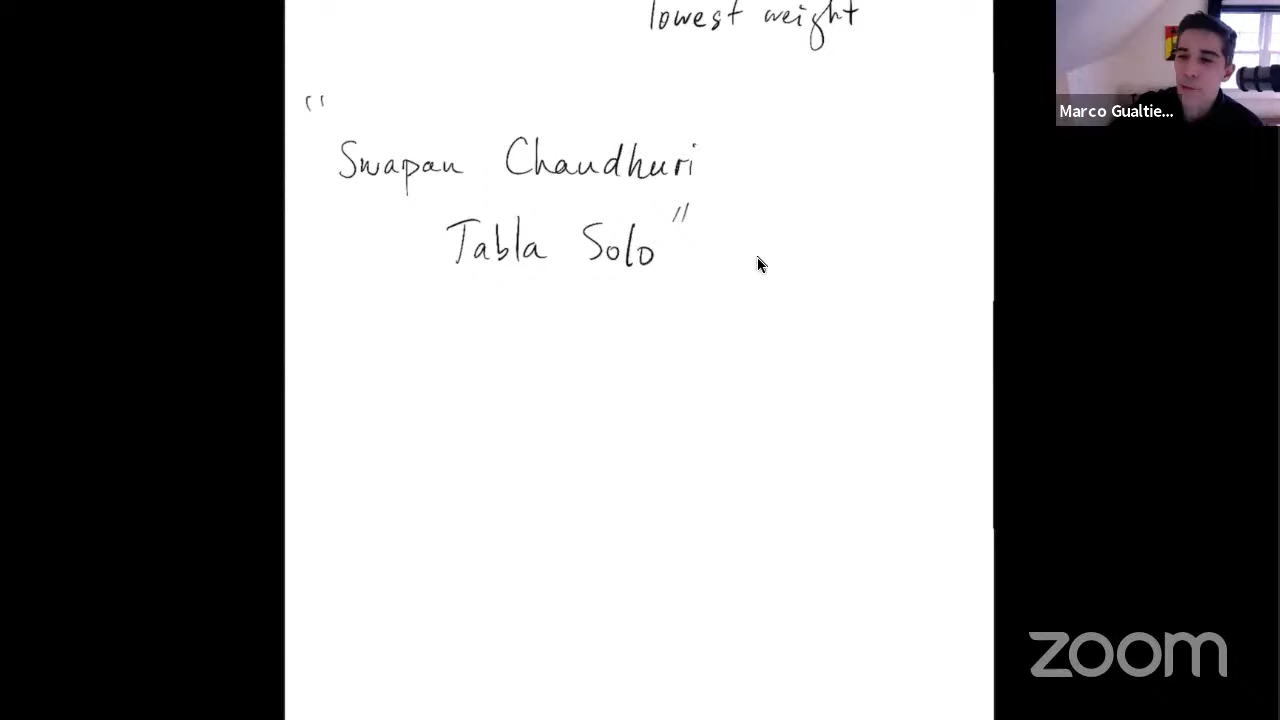 lowest weight
Marco Gualtie...
"
Swapan Chaudhuri
Tabla Solo"
zoom